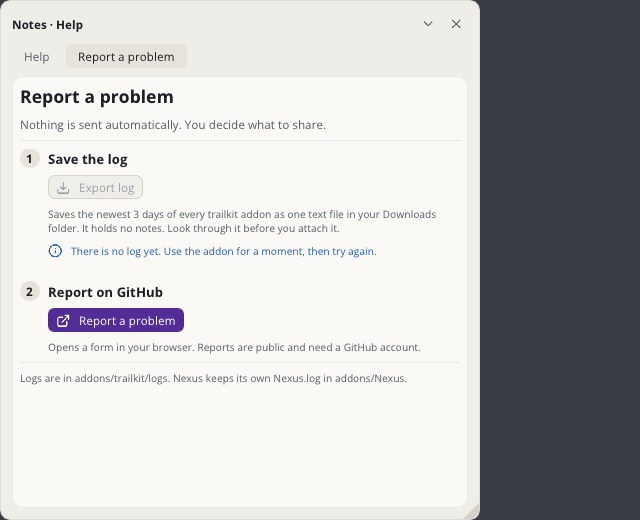 Notes · Help
Help
Report a problem
Report a problem
Nothing is sent automatically. You decide what to share.
1
Save the log
Export log
Saves the newest 3 days of every trailkit addon as one text file in your Downloads
folder. It holds no notes. Look through it before you attach it.
There is no log yet. Use the addon for a moment, then try again.
2
Report on GitHub
Report a problem
Opens a form in your browser. Reports are public and need a GitHub account.
Logs are in addons/trailkit/logs. Nexus keeps its own Nexus.log in addons/Nexus.